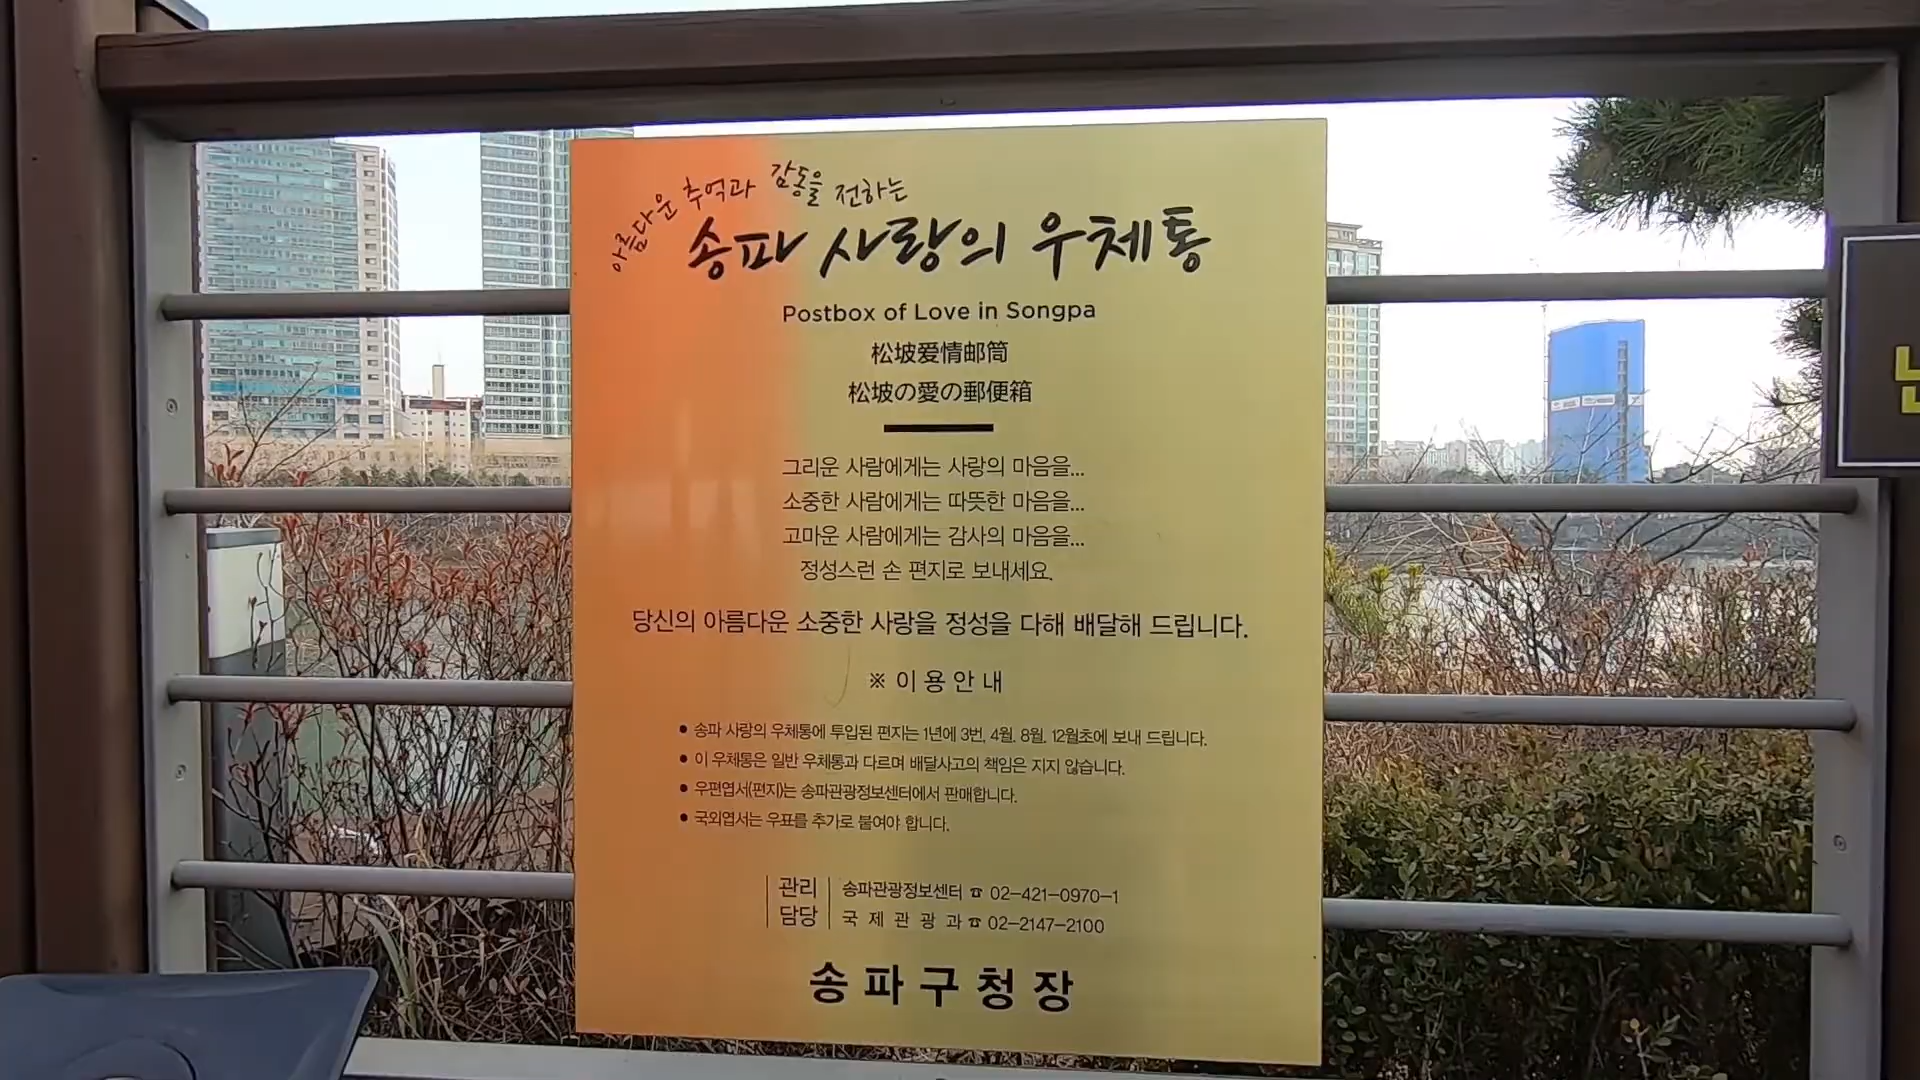 아름다운 추억과 감동을 전하는
송파 사랑의 우체통
Postbox of Love in Songpa
松坡爱情邮筒
松坡の愛の郵便箱
그리운 사람에게는 사랑의 마음을...
소중한 사람에게는 따뜻한 마음을...
고마운 사람에게는 감사의 마음을...
정성스런 손 편지로 보내세요.
당신의 아름다운 소중한 사랑을 정성을 다해 배달해 드립니다.
※ 이 용 안 내
• 송파 사랑의 우체통에 투입된 편지는 1년에 3번, 4월. 8월. 12월초에 보내 드립니다.
• 이 우체통은 일반 우체통과 다르며 배달사고의 책임은 지지 않습니다.
• 우편엽서(편지)는 송파관광정보센터에서 판매합니다.
• 국외엽서는 우표를 추가로 붙여야 합니다.
관리 송파관광정보센터 ☎ 02-421-0970~1
담당 국 제 관 광 과 ☎ 02-2147-2100
송파구청장